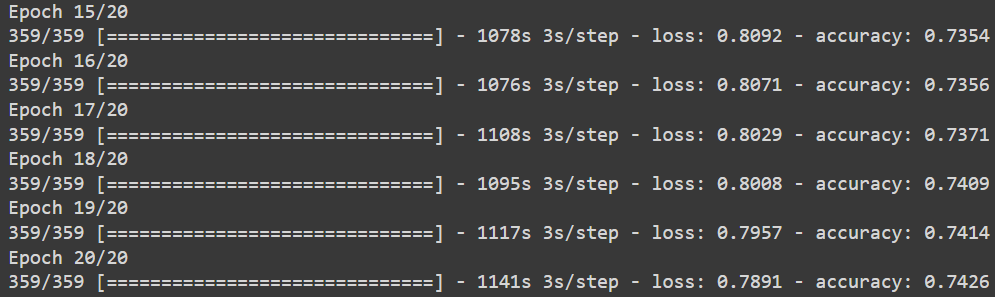 Epoch 15/20
359/359 [==============================] - 1078s 3s/step - loss: 0.8092 - accuracy: 0.7354
Epoch 16/20
359/359 [==============================] - 1076s 3s/step - loss: 0.8071 - accuracy: 0.7356
Epoch 17/20
359/359 [==============================] - 1108s 3s/step - loss: 0.8029 - accuracy: 0.7371
Epoch 18/20
359/359 [==============================] - 1095s 3s/step - loss: 0.8008 - accuracy: 0.7409
Epoch 19/20
359/359 [==============================] - 1117s 3s/step - loss: 0.7957 - accuracy: 0.7414
Epoch 20/20
359/359 [==============================] - 1141s 3s/step - loss: 0.7891 - accuracy: 0.7426